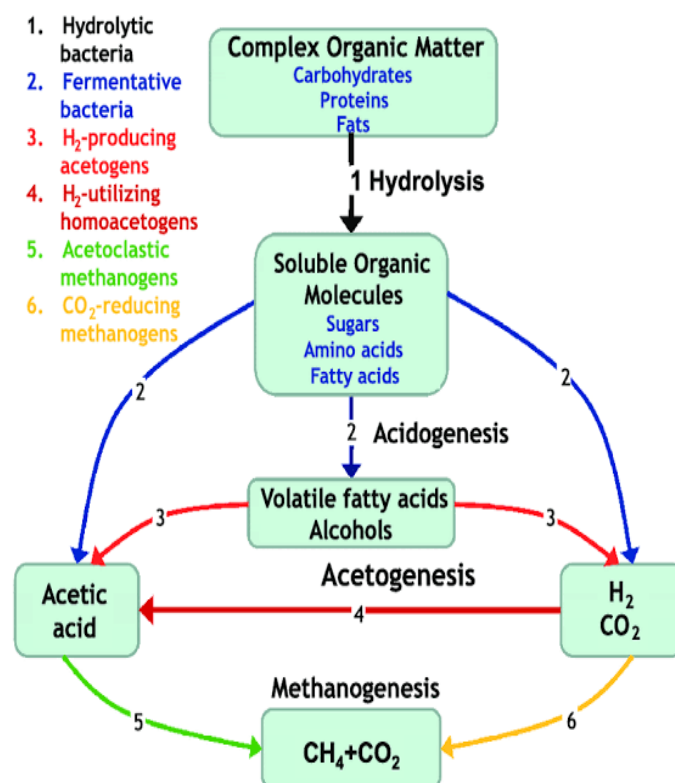 1. Hydrolytic
bacteria
2. Fermentative
bacteria
3. H₂-producing
acetogens
4. H₂-utilizing
homoacetogens
5. Acetoclastic
methanogens
6. CO₂-reducing
methanogens
Complex Organic Matter
Carbohydrates
Proteins
Fats
1 Hydrolysis
Soluble Organic
Molecules
Sugars
Amino acids
Fatty acids
2
2
2 Acidogenesis
Volatile fatty acids
Alcohols
3
3
Acetogenesis
Acetic
acid
H₂
CO₂
4
Methanogenesis
5
6
CH₄+CO₂